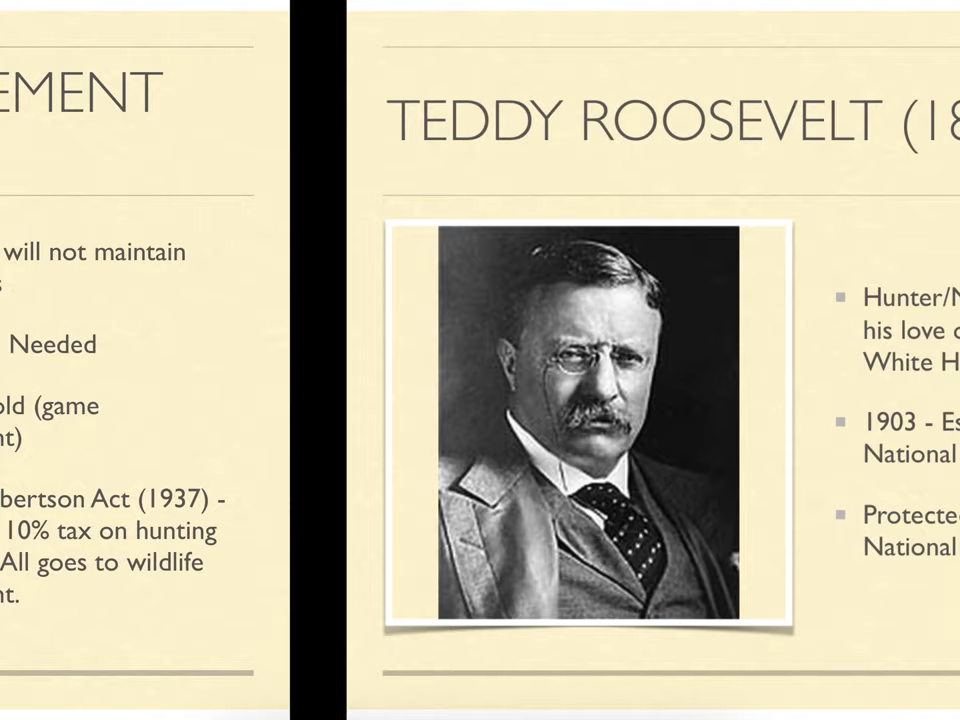 EMENT
will not maintain
s
Needed
old (game
nt)
bertson Act (1937) -
10% tax on hunting
All goes to wildlife
nt.
TEDDY ROOSEVELT (18
Hunter/N
his love o
White H
1903 - Es
National
Protecte
National